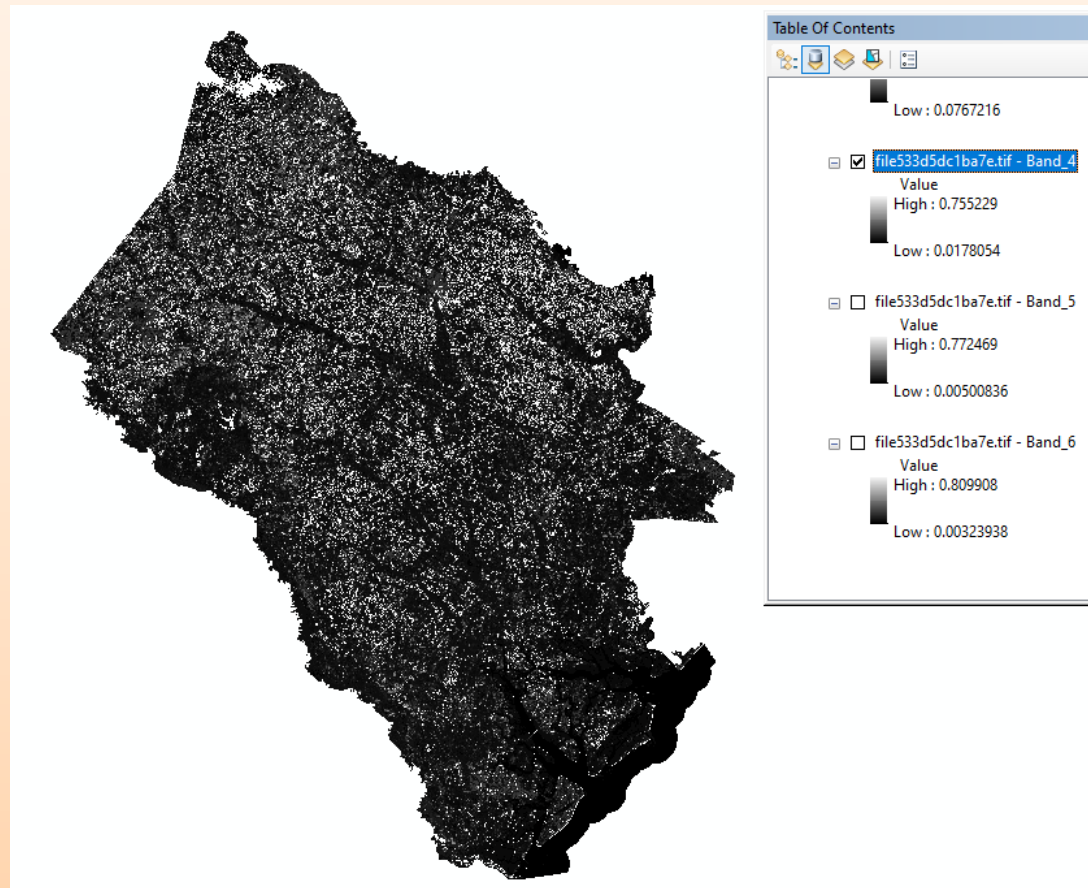 Table Of Contents
Low : 0.0767216
file533d5dc1ba7e.tif - Band_4
Value
High : 0.755229
Low : 0.0178054
file533d5dc1ba7e.tif - Band_5
Value
High : 0.772469
Low : 0.00500836
file533d5dc1ba7e.tif - Band_6
Value
High : 0.809908
Low : 0.00323938